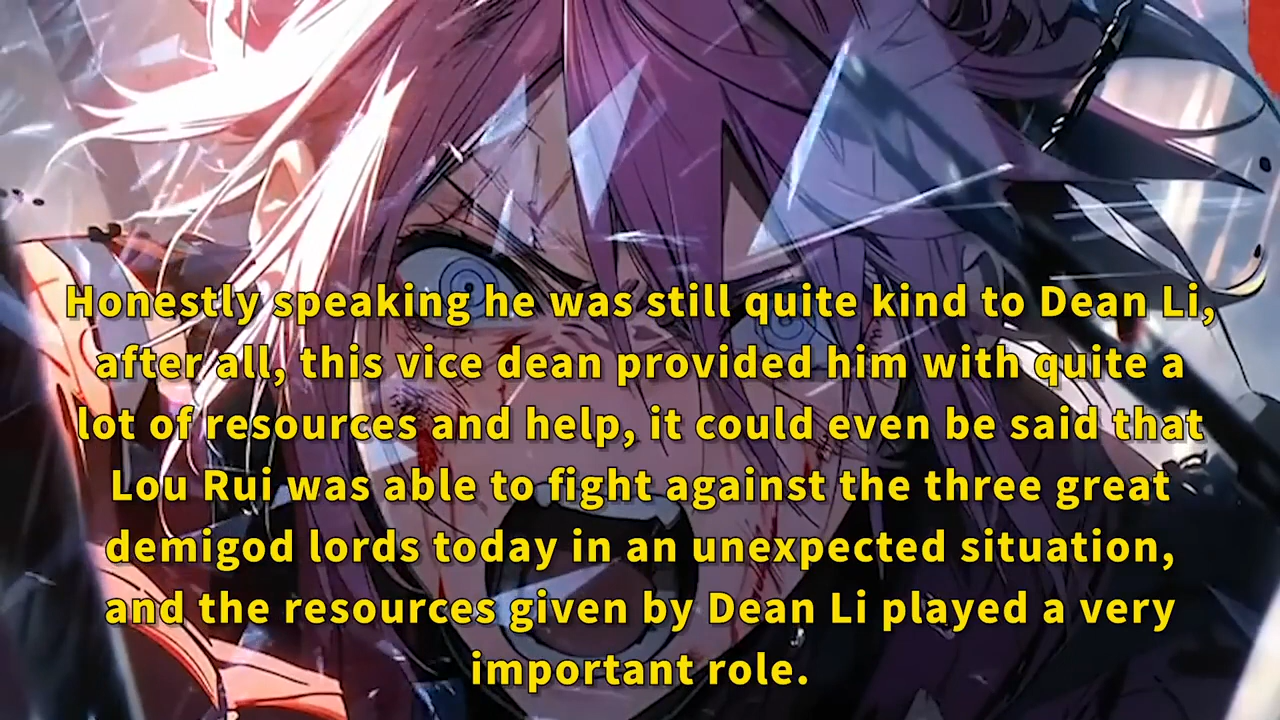 Honestly speaking he was still quite kind to Dean Li,
after all, this vice dean provided him with quite a
lot of resources and help, it could even be said that
Lou Rui was able to fight against the three great
demigod lords today in an unexpected situation,
and the resources given by Dean Li played a very
important role.